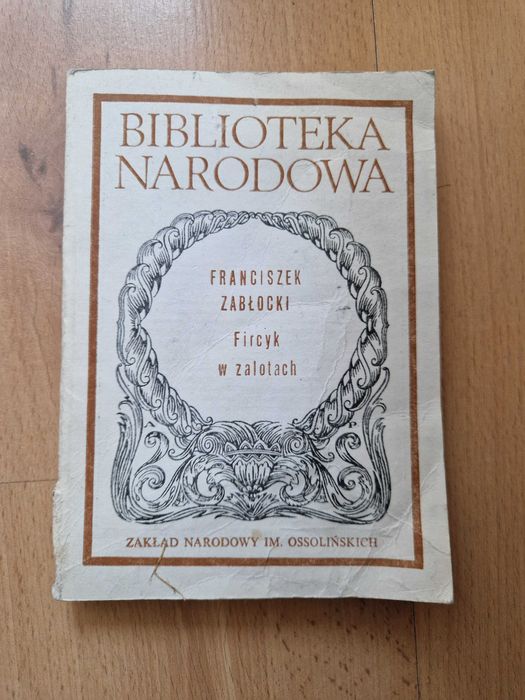 BIBLIOTEKA
NARODOWA
FRANCISZEK
ZABŁOCKI
Fircyk
w zalotach
A P
ZAKŁAD NARODOWY IM. OSSOLIŃSKICH